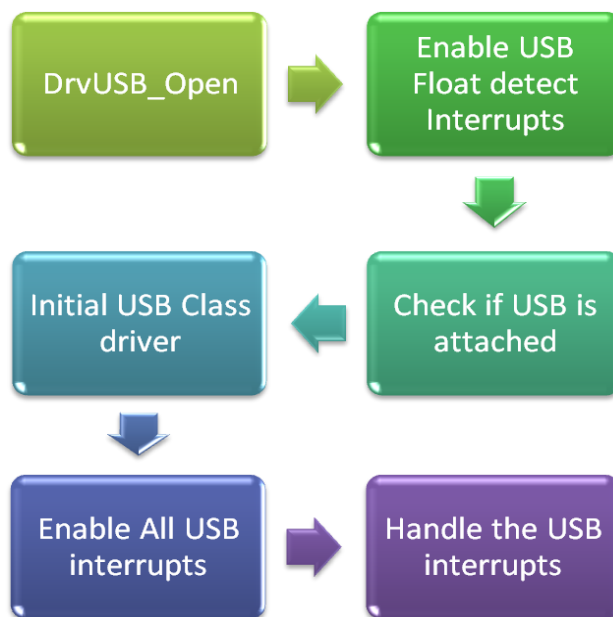 DrvUSB_Open
Enable USB
Float detect
Interrupts
Check if USB is
attached
Initial USB Class
driver
Enable All USB
interrupts
Handle the USB
interrupts